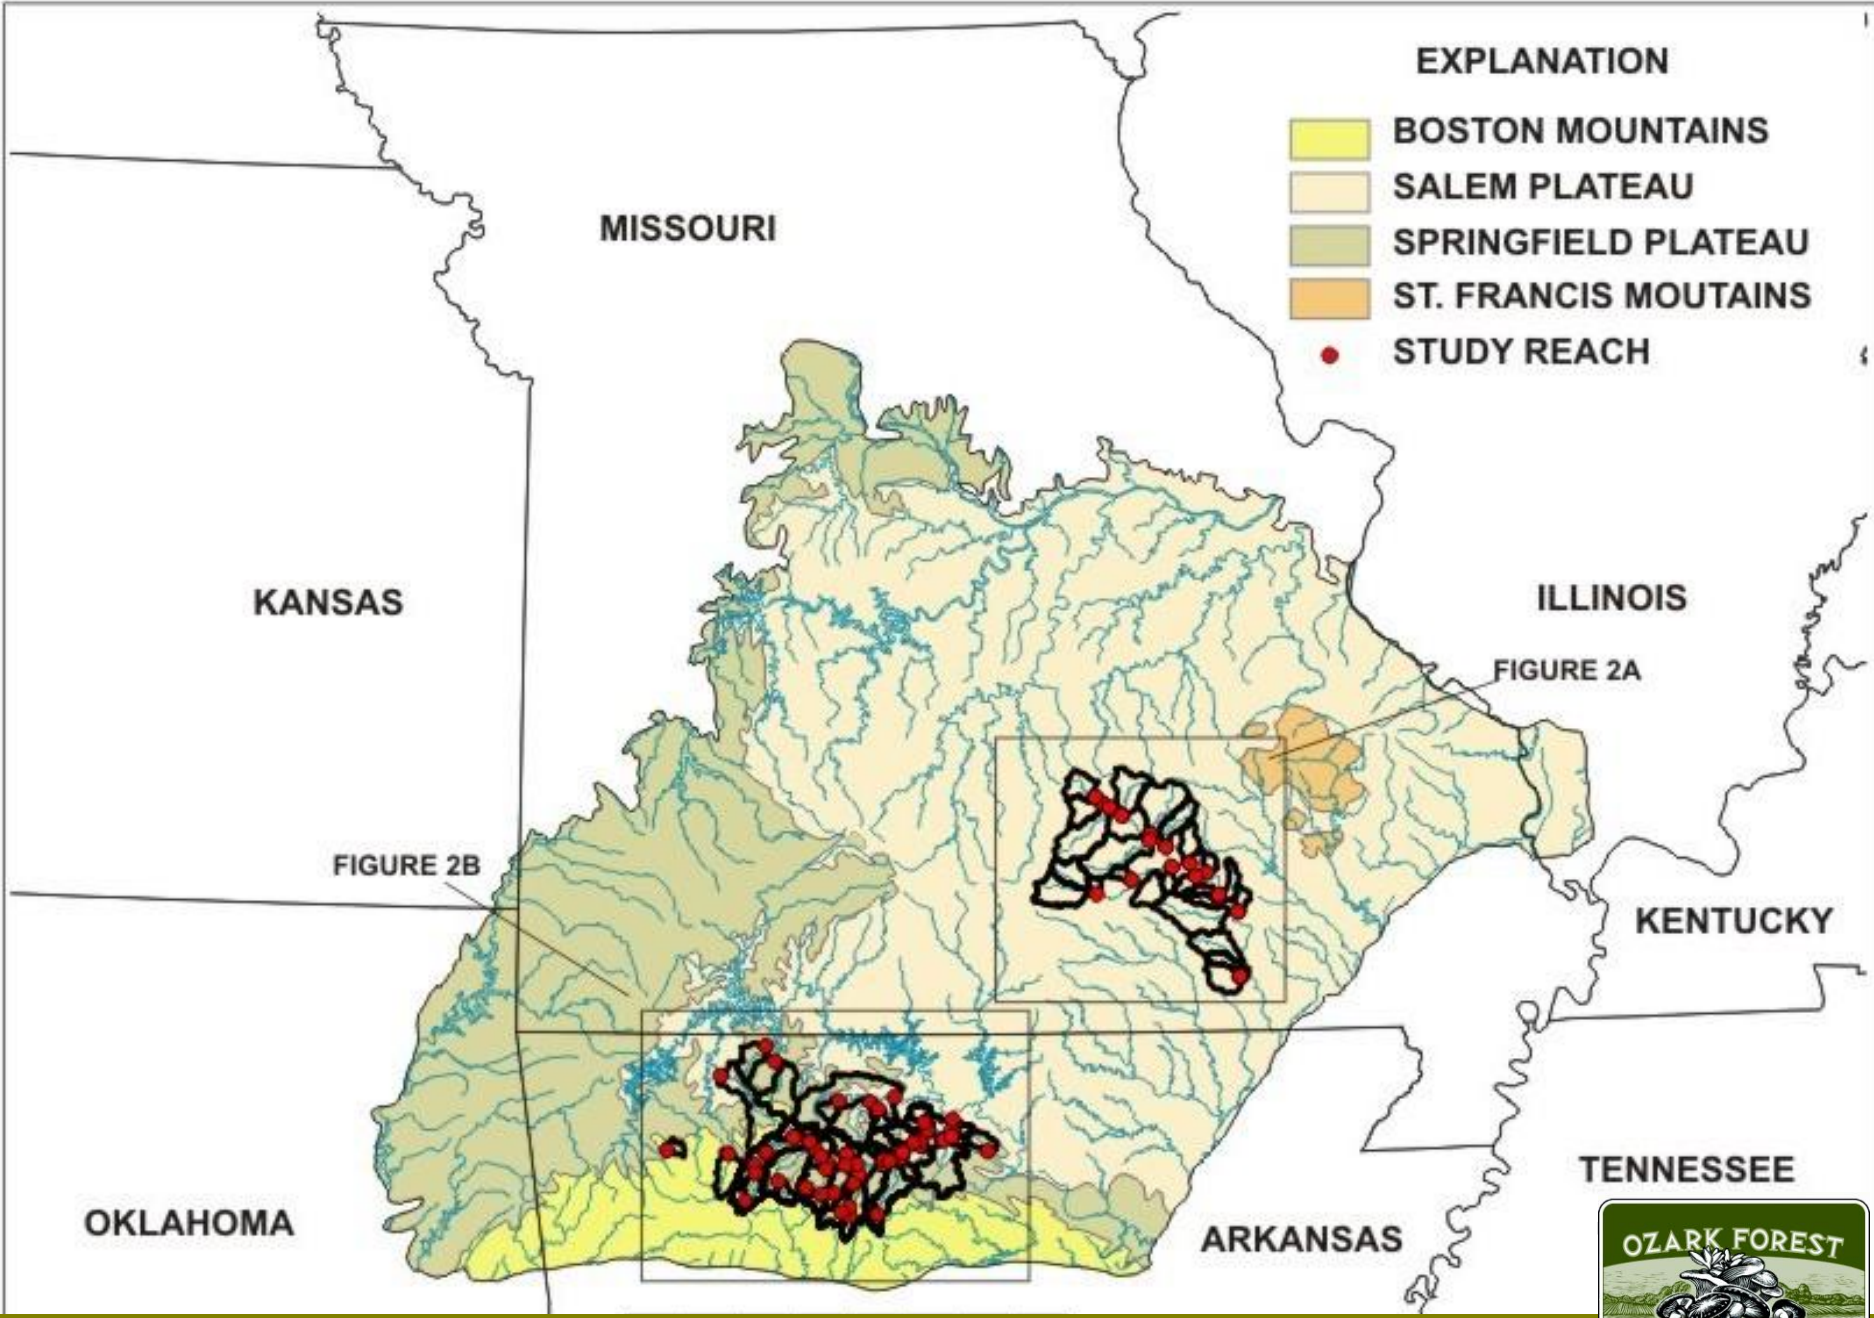 EXPLANATION
BOSTON MOUNTAINS
SALEM PLATEAU
SPRINGFIELD PLATEAU
ST. FRANCIS MOUTAINS
STUDY REACH
MISSOURI
KANSAS
ILLINOIS
FIGURE 2A
FIGURE 2B
KENTUCKY
TENNESSEE
OKLAHOMA
ARKANSAS
OZARK FOREST